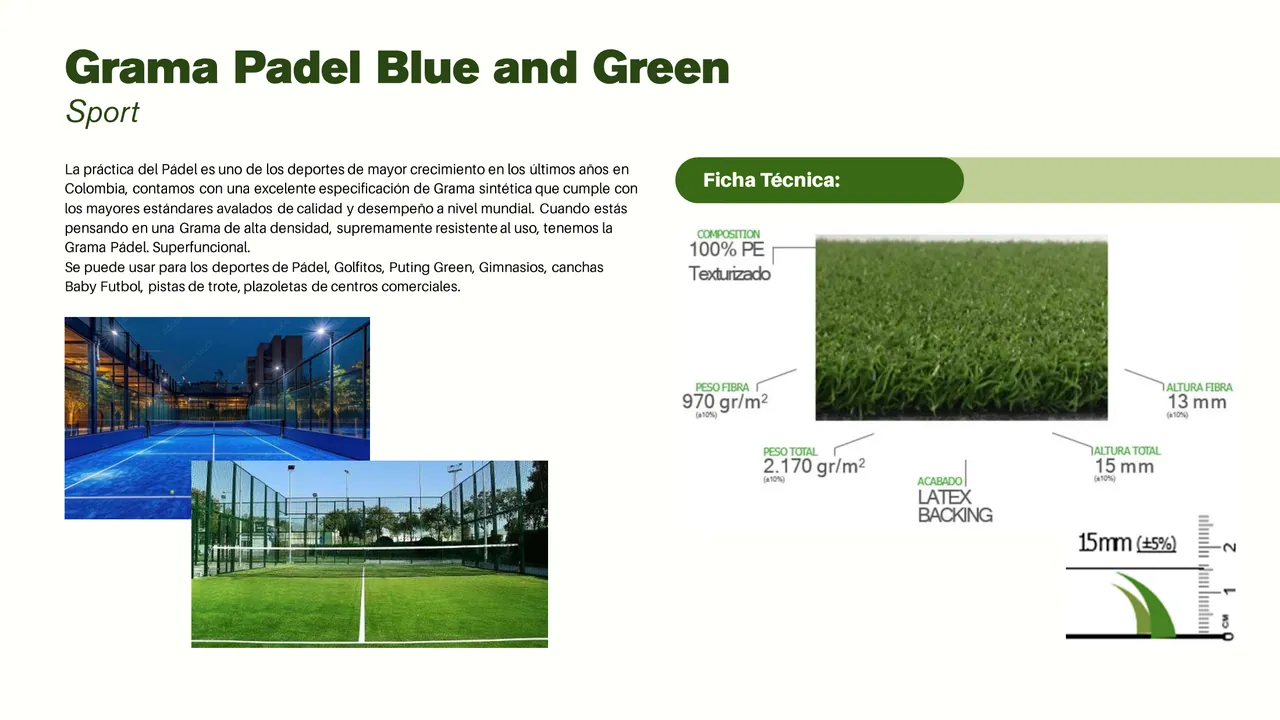 Grama Padel Blue and Green
Sport
La práctica del Pádel es uno de los deportes de mayor crecimiento en los últimos años en
Colombia, contamos con una excelente especificación de Grama sintética que cumple con
los mayores estándares avalados de calidad y desempeño a nivel mundial. Cuando estás
pensando en una Grama de alta densidad, supremamente resistente al uso, tenemos la
Grama Pádel. Superfuncional.
Se puede usar para los deportes de Pádel, Golfitos, Puting Green, Gimnasios, canchas
Baby Futbol, pistas de trote, plazoletas de centros comerciales.
Ficha Técnica:
COMPOSITION
100% PE
Texturizado
PESO FIBRA
970 gr/m²
(±10%)
ALTURA FIBRA
13 mm
(±10%)
PESO TOTAL
2.170 gr/m²
(±10%)
ALTURA TOTAL
15 mm
(±10%)
ACABADO
LATEX
BACKING
15mm (±5%)
2
1
0 CM